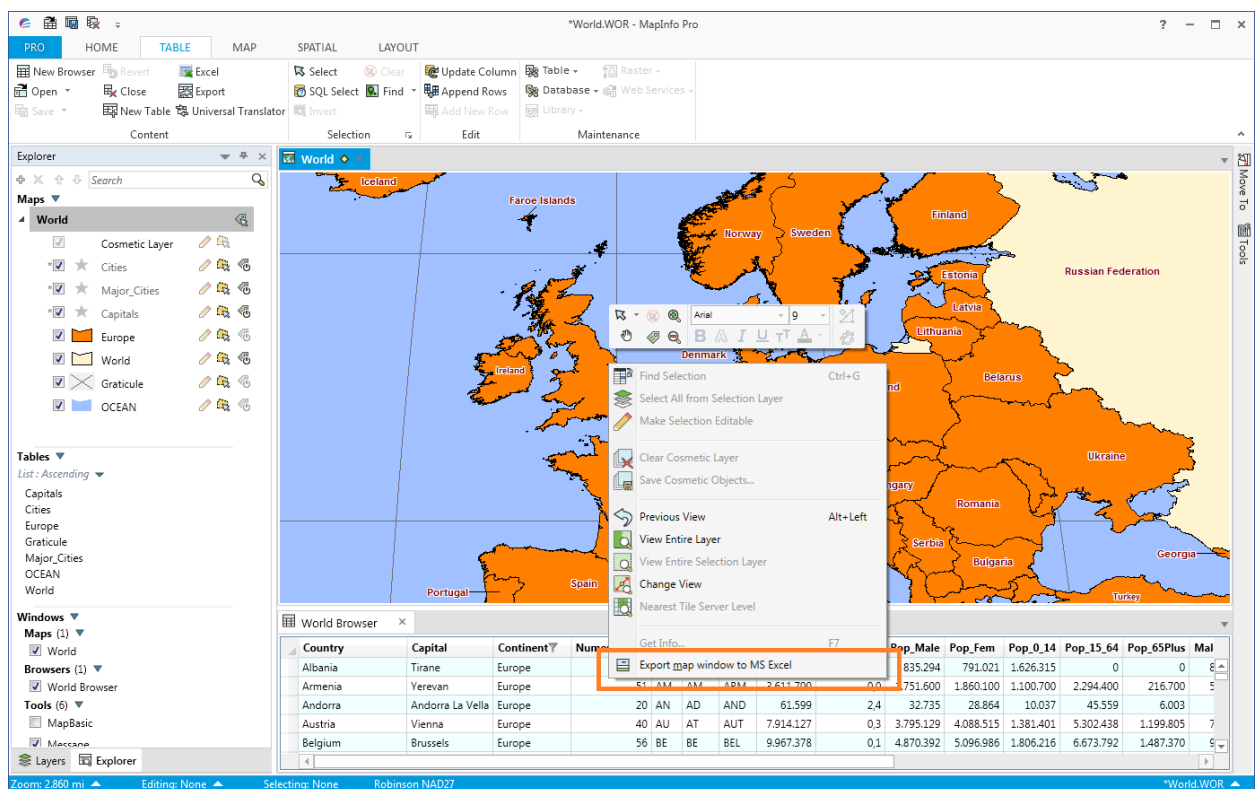 *World.WOR - MapInfo Pro
PRO HOME TABLE MAP SPATIAL LAYOUT
New Browser Revert Excel Select Clear Update Column Table Raster
Open Close Export SQL Select Find Append Rows Database Web Services
Save New Table Universal Translator Invert Add New Row Library
Content Selection Edit Maintenance
Explorer
Search
Maps
World
Cosmetic Layer
* Cities
* Major_Cities
* Capitals
Europe
World
Graticule
OCEAN
Tables
List : Ascending
Capitals
Cities
Europe
Graticule
Major_Cities
OCEAN
World
Windows
Maps (1)
World
Browsers (1)
World Browser
Tools (6)
MapBasic
Message
Layers Explorer
World
Iceland
Faroe Islands
Norway Sweden Finland
Russian Federation
Estonia
Latvia
Lithuania
Denmark
Ireland
nd
Belarus
Ukraine
ngary
Romania
Serbia
Bulgaria
Georgia
Portugal
Spain
Turkey
Arial 9
B A I U TT A
Find Selection Ctrl+G
Select All from Selection Layer
Make Selection Editable
Clear Cosmetic Layer
Save Cosmetic Objects...
Previous View Alt+Left
View Entire Layer
View Entire Selection Layer
Change View
Nearest Tile Server Level
Get Info... F7
Export map window to MS Excel
Move To
Tools
World Browser
Country Capital Continent Nume Pop_Male Pop_Fem Pop_0_14 Pop_15_64 Pop_65Plus Mal
Albania Tirane Europe 835.294 791.021 1.626.315 0 0 8
Armenia Yerevan Europe 51 AM AM ARM 3.611.700 0,0 1.751.600 1.860.100 1.100.700 2.294.400 216.700 5
Andorra Andorra La Vella Europe 20 AN AD AND 61.599 2,4 32.735 28.864 10.037 45.559 6.003
Austria Vienna Europe 40 AU AT AUT 7.914.127 0,3 3.795.129 4.088.515 1.381.401 5.302.438 1.199.805 7
Belgium Brussels Europe 56 BE BE BEL 9.967.378 0,1 4.870.392 5.096.986 1.806.216 6.673.792 1.487.370 9
Zoom: 2.860 mi Editing: None Selecting: None Robinson NAD27 *World.WOR